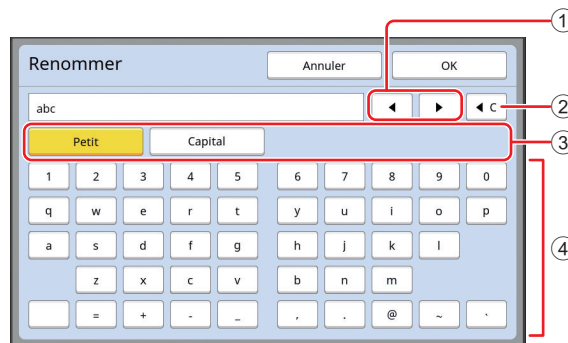 1
Renommer Annuler OK
abc ◀ ▶ ◀ C 2
Petit Capital 3
1 2 3 4 5 6 7 8 9 0
q w e r t y u i o p
a s d f g h j k l 4
z x c v b n m
= + - _ , . @ ~ `